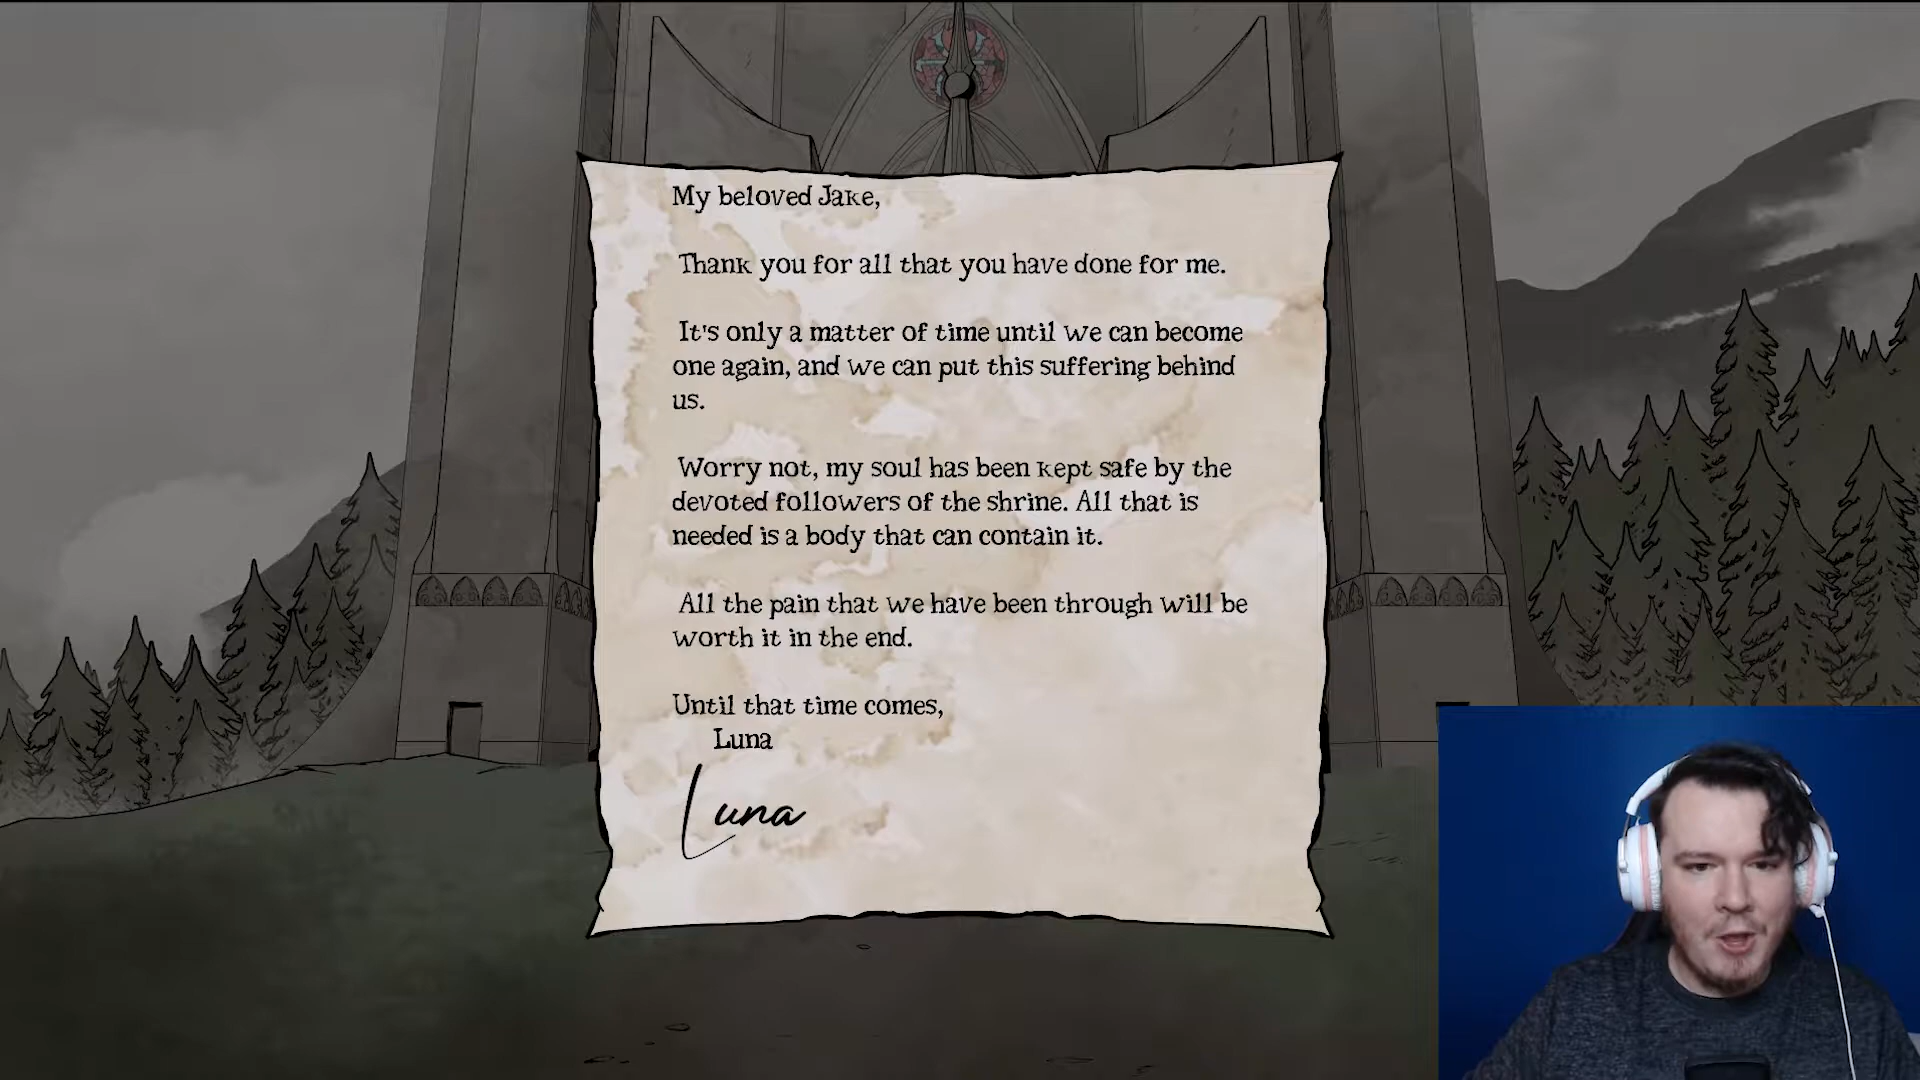 My beloved Jake,
Thank you for all that you have done for me.
It's only a matter of time until we can become
one again, and we can put this suffering behind
us.
Worry not, my soul has been kept safe by the
devoted followers of the shrine. All that is
needed is a body that can contain it.
All the pain that we have been through will be
worth it in the end.
Until that time comes,
Luna
Luna